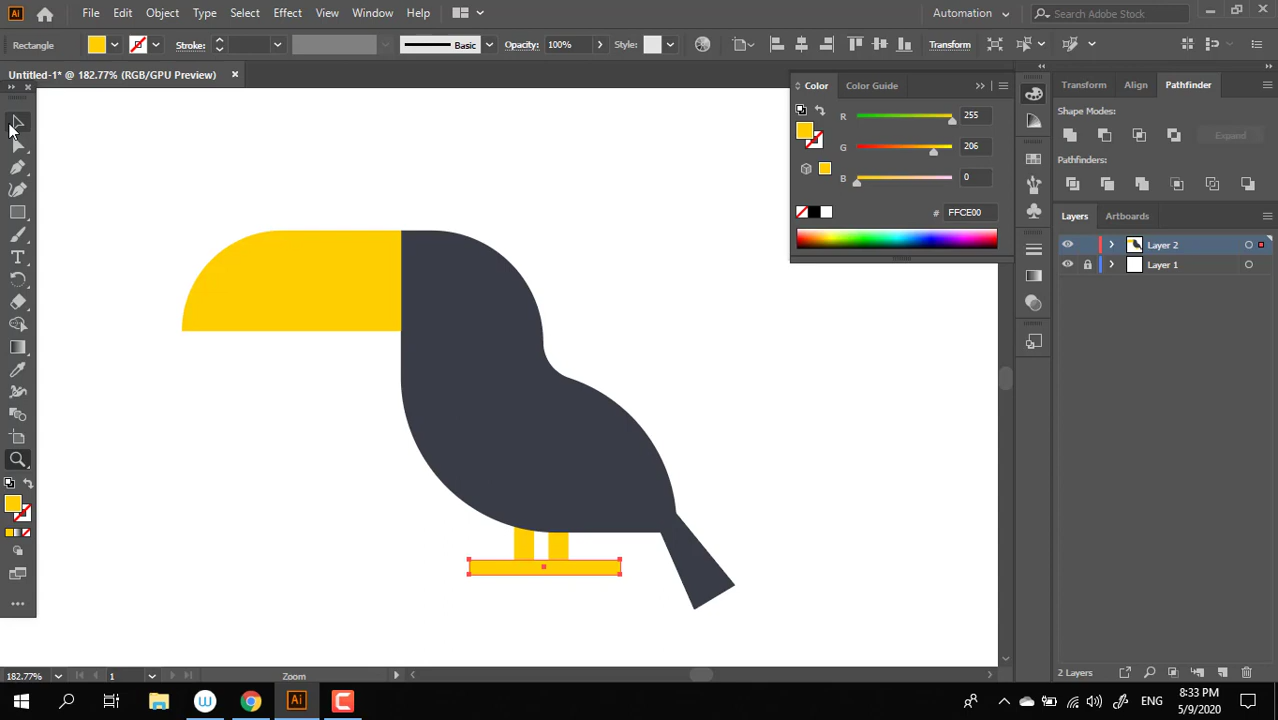 Ai File Edit Object Type Select Effect View Window Help Automation Search Adobe Stock
Rectangle Stroke: Basic Opacity: 100% Style: Transform
Untitled-1* @ 182.77% (RGB/GPU Preview)
Color Color Guide
R 255
G 206
B 0
# FFCE00
Transform Align Pathfinder
Shape Modes:
Expand
Pathfinders:
Layers Artboards
Layer 2
Layer 1
2 Layers
182.77% 1 Zoom
Ai ENG 8:33 PM
5/9/2020